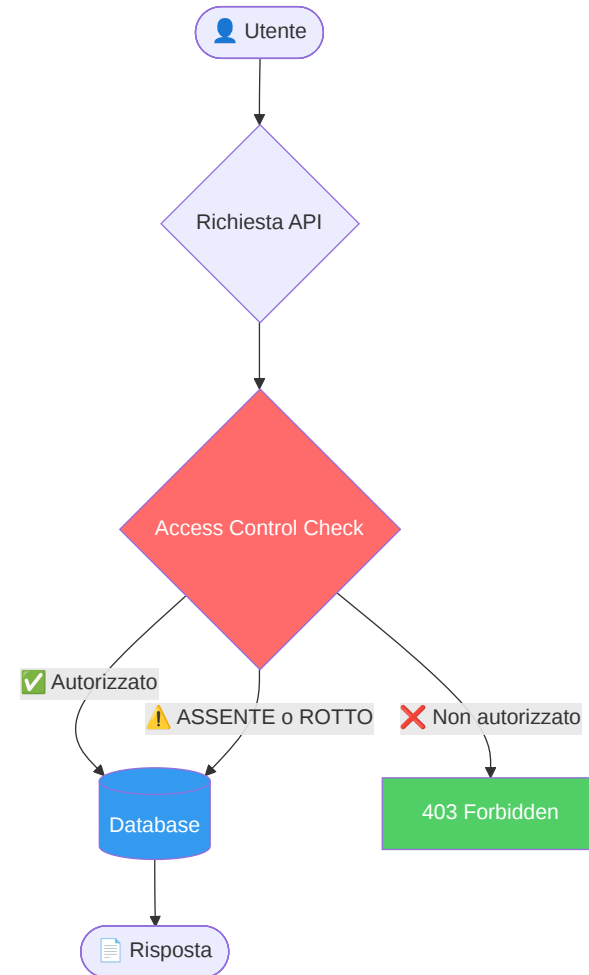 👤 Utente
Richiesta API
Access Control Check
✅ Autorizzato
⚠️ ASSENTE o ROTTO
❌ Non autorizzato
Database
403 Forbidden
📄 Risposta